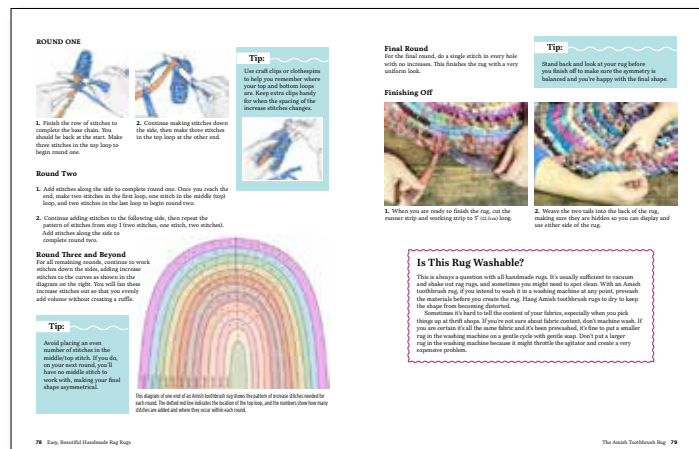 ROUND ONE
1. Finish the row of stitches to
complete the base chain. You
should be back at the start. Make
three stitches in the top loop to
begin round one.
2. Continue making stitches down
the side, then make three stitches
in the top loop at the other end.
Tip:
Use craft clips or clothespins
to help you remember where
your top and bottom loops
are. Keep extra clips handy
for when the spacing of the
increase stitches changes.
Round Two
1. Add stitches along the side to complete round one. Once you reach the
end, make two stitches in the first loop, one stitch in the middle (top)
loop, and two stitches in the last loop to begin round two.
2. Continue adding stitches to the following side, then repeat the
pattern of stitches from step 1 (two stitches, one stitch, two stitches).
Add stitches along the side to
complete round two.
Round Three and Beyond
For all remaining rounds, continue to work
stitches down the sides, adding increase
stitches to the curves as shown in the
diagram on the right. You will fan these
increase stitches out so that you evenly
add volume without creating a ruffle.
Tip:
Avoid placing an even
number of stitches in the
middle/top stitch. If you do,
on your next round, you'll
have no middle stitch to
work with, making your final
shape asymmetrical.
This diagram of one end of an Amish toothbrush rug shows the pattern of increase stitches needed for
each round. The dotted red line indicates the location of the top loop, and the numbers show how many
stitches are added and where they occur within each round.
78 Easy, Beautiful Handmade Rag Rugs
Final Round
For the final round, do a single stitch in every hole
with no increases. This finishes the rug with a very
uniform look.
Tip:
Stand back and look at your rug before
you finish off to make sure the symmetry is
balanced and you're happy with the final shape.
Finishing Off
1. When you are ready to finish the rug, cut the
runner strip and working strip to 5" (12.5cm) long.
2. Weave the two tails into the back of the rug,
making sure they are hidden so you can display and
use either side of the rug.
Is This Rug Washable?
This is always a question with all handmade rugs. It's usually sufficient to vacuum
and shake out rag rugs, and sometimes you might need to spot clean. With an Amish
toothbrush rug, if you intend to wash it in a washing machine at any point, prewash
the materials before you create the rug. Hang Amish toothbrush rugs to dry to keep
the shape from becoming distorted.
Sometimes it's hard to tell the content of your fabrics, especially when you pick
things up at thrift shops. If you're not sure about fabric content, don't machine wash. If
you are certain it's all the same fabric and it's been prewashed, it's fine to put a smaller
rug in the washing machine on a gentle cycle with gentle soap. Don't put a larger
rug in the washing machine because it might throttle the agitator and create a very
expensive problem.
The Amish Toothbrush Rug 79